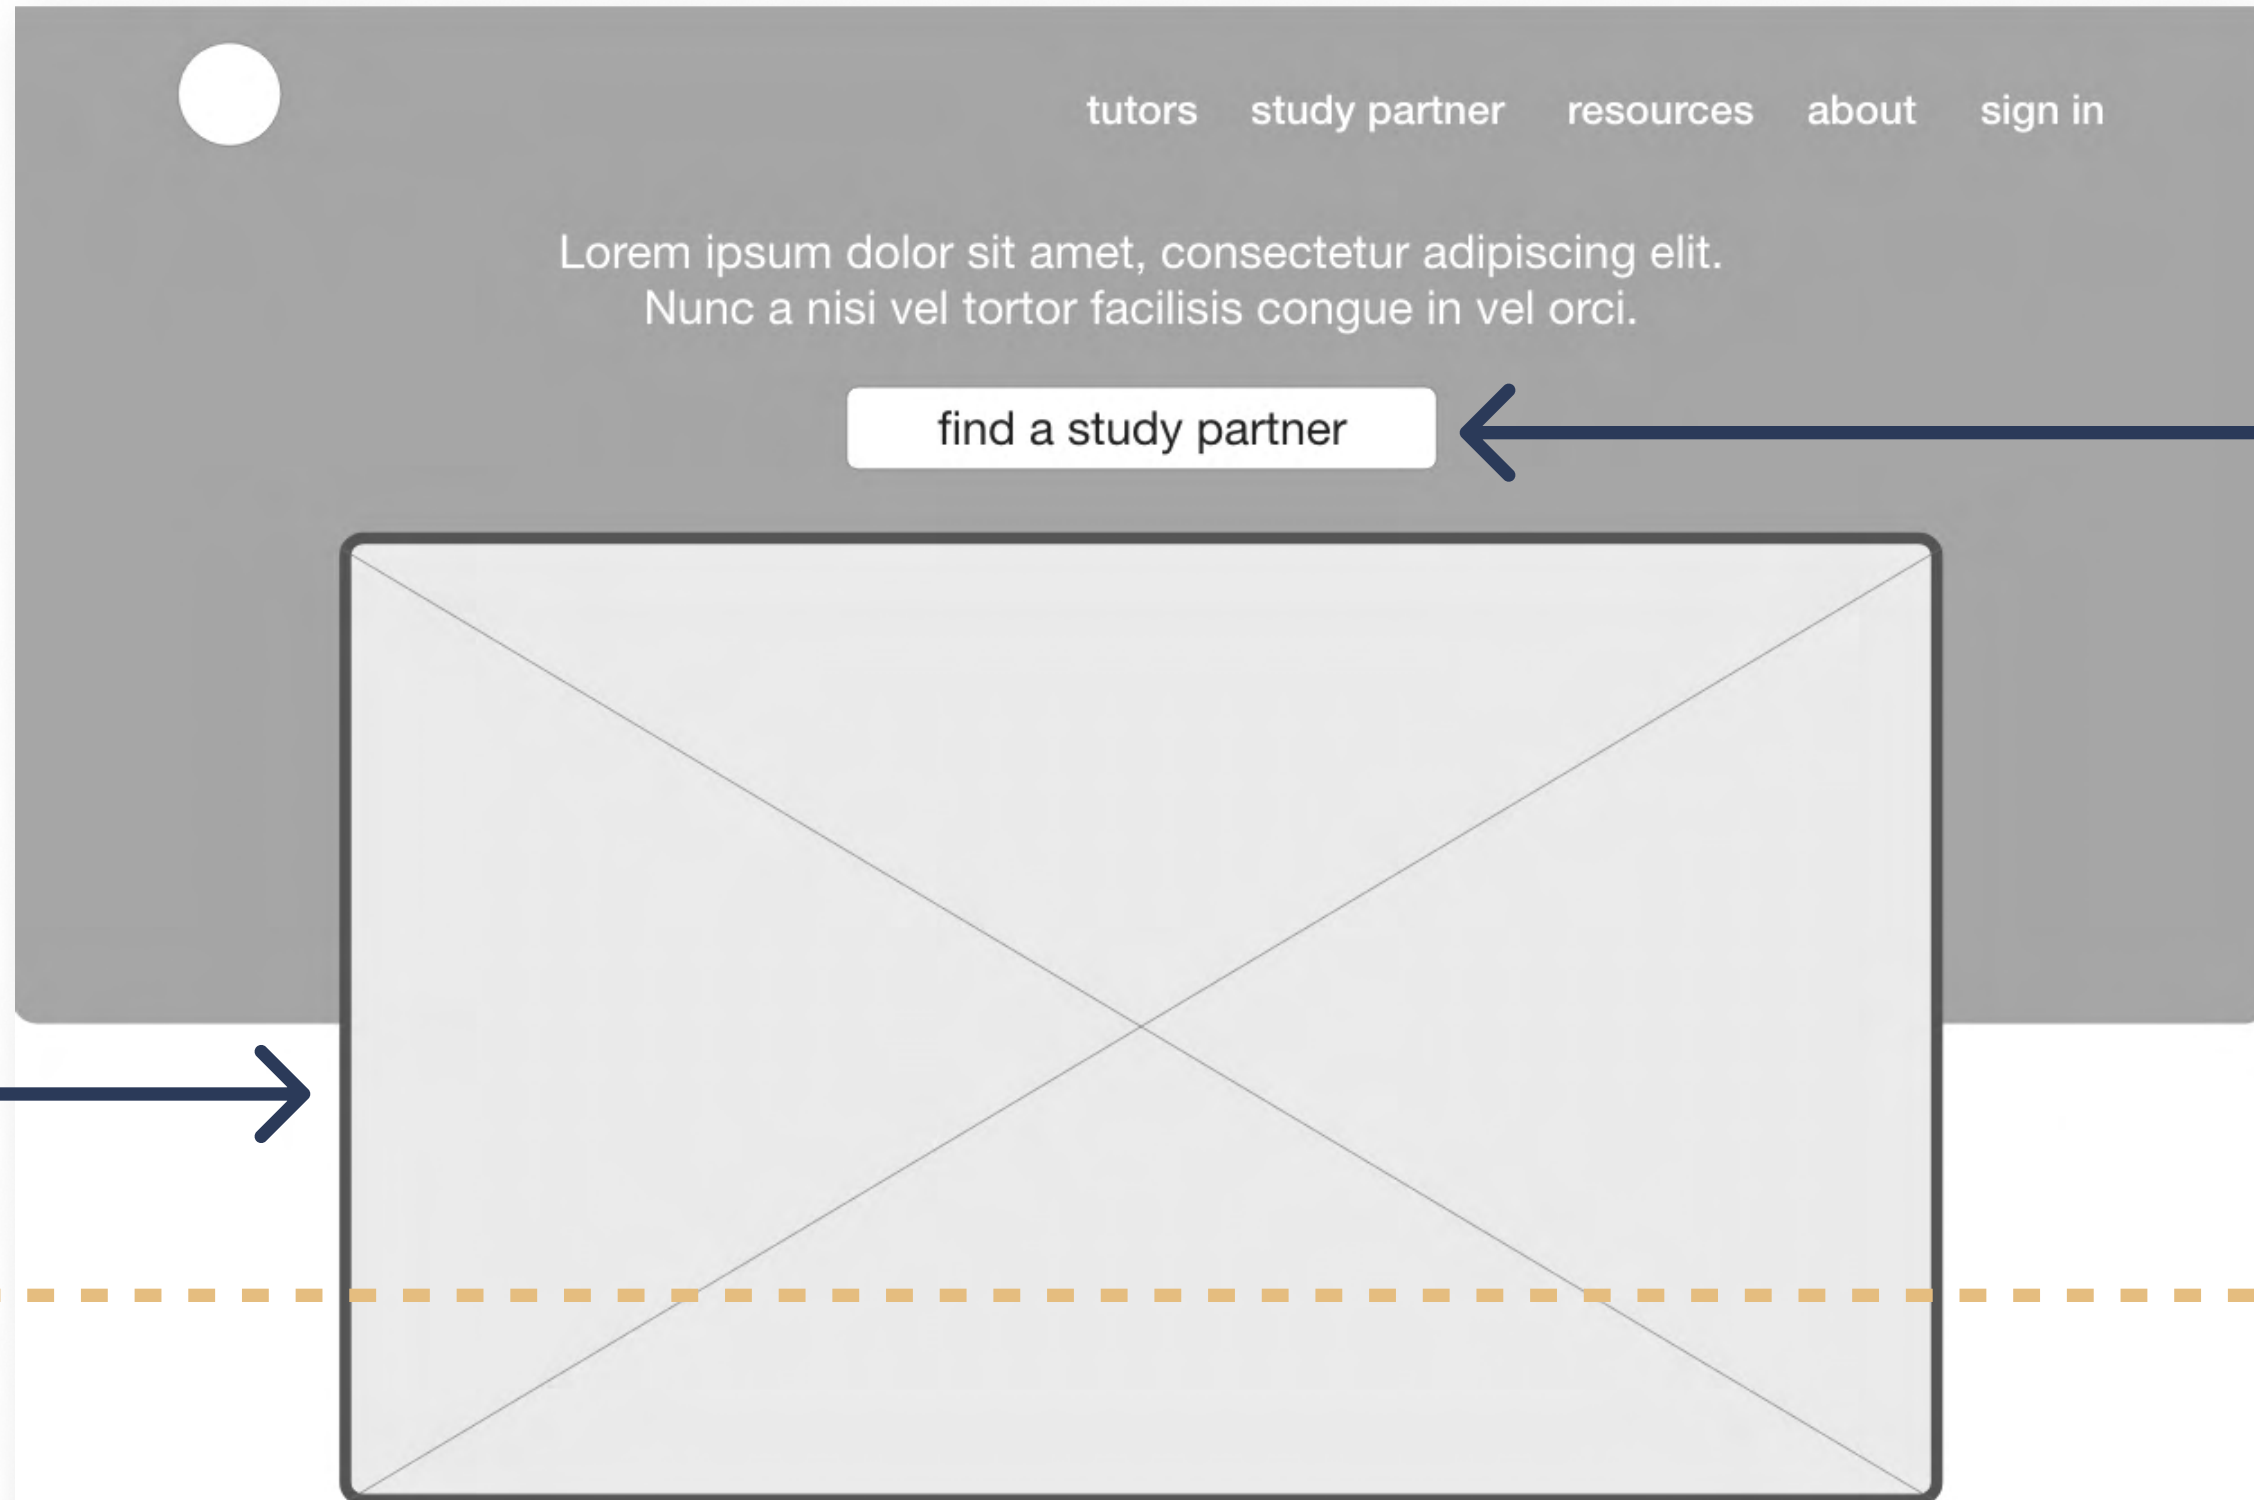 tutors study partner resources about sign in
Lorem ipsum dolor sit amet, consectetur adipiscing elit.
Nunc a nisi vel tortor facilisis congue in vel orci.
find a study partner